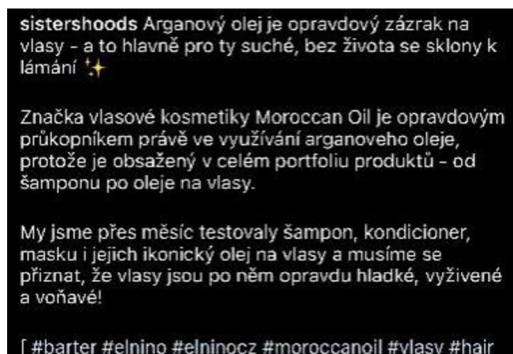 sistershoods Arganový olej je opravdový zázrak na
vlasy - a to hlavně pro ty suché, bez života se sklony k
lámání ✨
Značka vlasové kosmetiky Moroccan Oil je opravdovým
průkopníkem právě ve využívání arganoveho oleje,
protože je obsažený v celém portfoliu produktů - od
šamponu po oleje na vlasy.
My jsme přes měsíc testovaly šampon, kondicioner,
masku i jejich ikonický olej na vlasy a musíme se
přiznat, že vlasy jsou po něm opravdu hladké, vyživené
a voňavé!
[ #barter #elnino #elninocz #moroccanoil #vlasy #hair